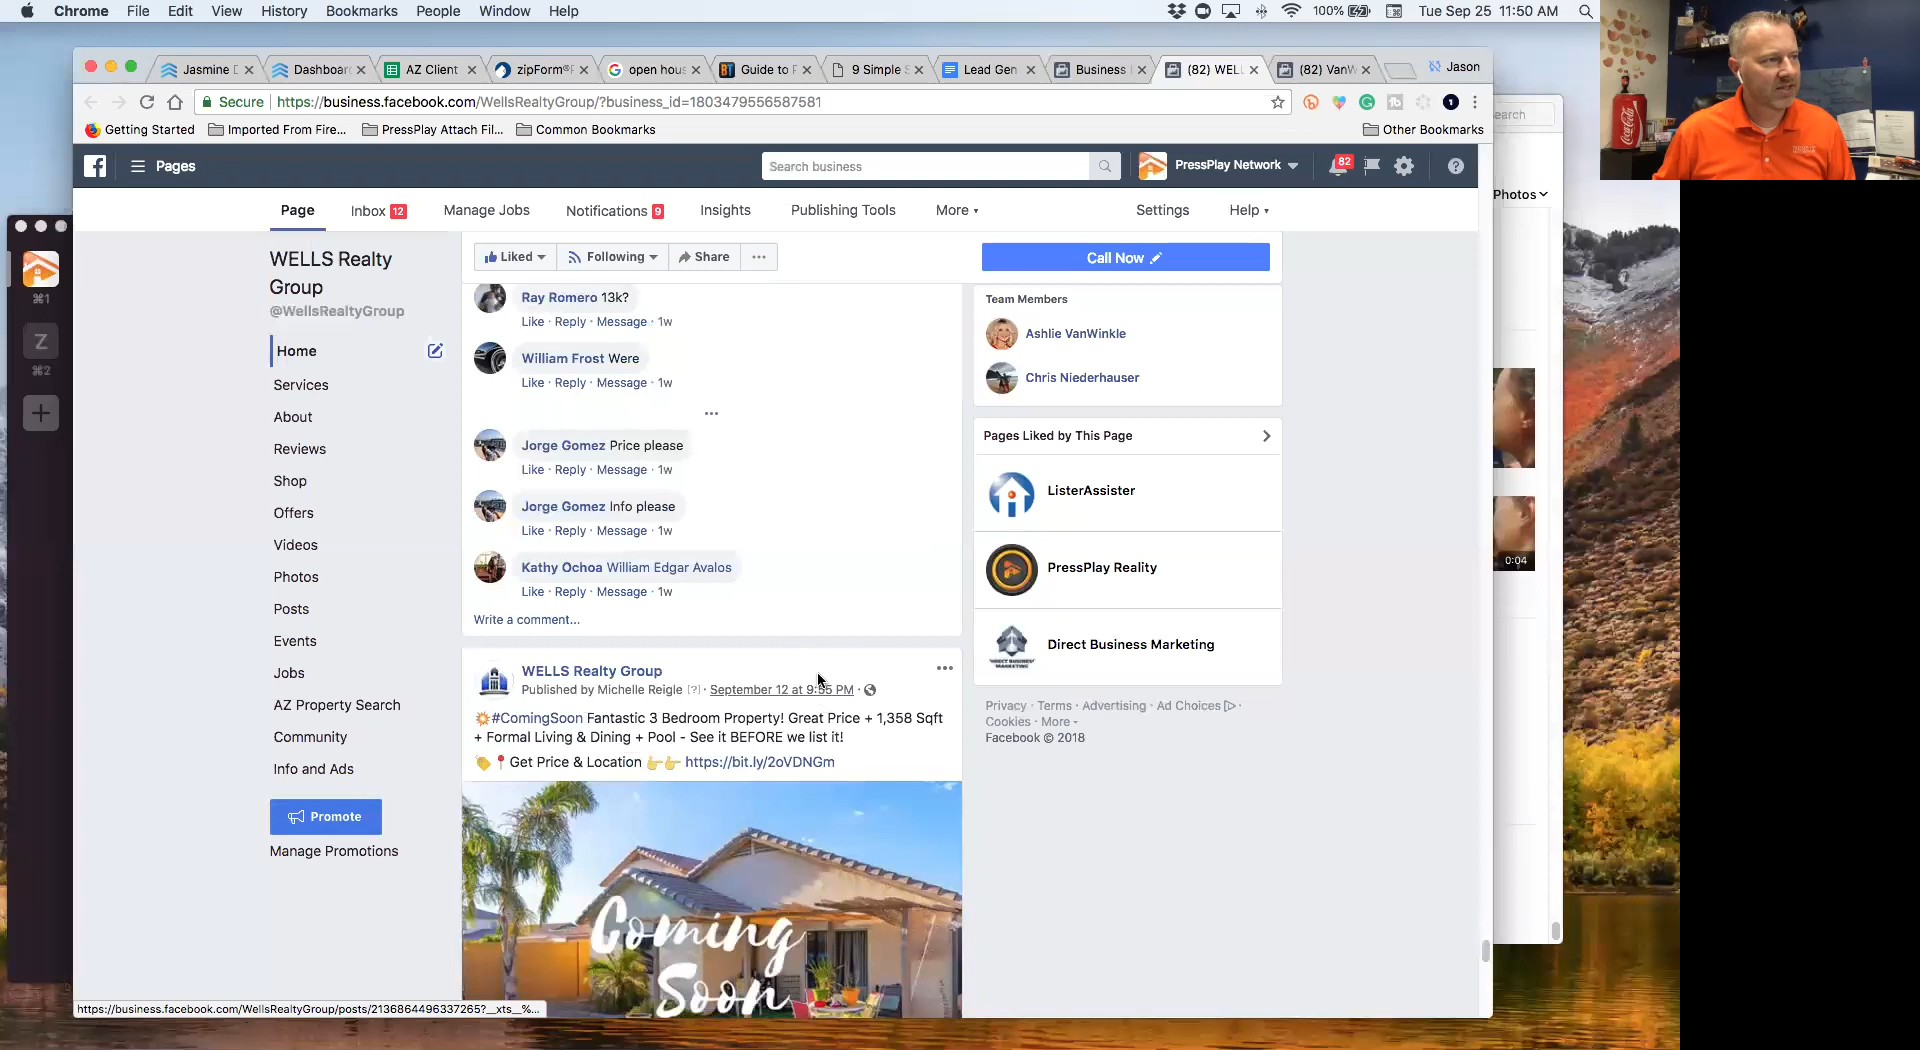 Chrome File Edit View History Bookmarks People Window Help 100% Tue Sep 25 11:50 AM
Jasmine Dashboar AZ Client zipForm® open hou Guide to F 9 Simple S Lead Gen Business (82) WELL (82) VanW Jason
Secure https://business.facebook.com/WellsRealtyGroup/?business_id=1803479556587581
Getting Started Imported From Fire... PressPlay Attach Fil... Common Bookmarks Other Bookmarks
earch
Pages Search business PressPlay Network 82
Photos
Page Inbox 12 Manage Jobs Notifications 9 Insights Publishing Tools More Settings Help
Liked Following Share ... Call Now
⌘1
Z
⌘2
WELLS Realty
Group
@WellsRealtyGroup
Home
Services
About
Reviews
Shop
Offers
Videos
Photos
Posts
Events
Jobs
AZ Property Search
Community
Info and Ads
Promote
Manage Promotions
Ray Romero 13k?
Like · Reply · Message · 1w
William Frost Were
Like · Reply · Message · 1w
...
Jorge Gomez Price please
Like · Reply · Message · 1w
Jorge Gomez Info please
Like · Reply · Message · 1w
Kathy Ochoa William Edgar Avalos
Like · Reply · Message · 1w
Write a comment...
WELLS Realty Group
Published by Michelle Reigle [?] · September 12 at 9:55 PM ·
💥#ComingSoon Fantastic 3 Bedroom Property! Great Price + 1,358 Sqft
+ Formal Living & Dining + Pool - See it BEFORE we list it!
🏷📍Get Price & Location 👉👉 https://bit.ly/2oVDNGm
Coming
Soon
Team Members
Ashlie VanWinkle
Chris Niederhauser
Pages Liked by This Page
ListerAssister
PressPlay Reality
DIRECT BUSINESS
MARKETING
Direct Business Marketing
Privacy · Terms · Advertising · Ad Choices ·
Cookies · More
Facebook © 2018
0:04
Coca-Cola
https://business.facebook.com/WellsRealtyGroup/posts/2136864496337265?__xts__%...